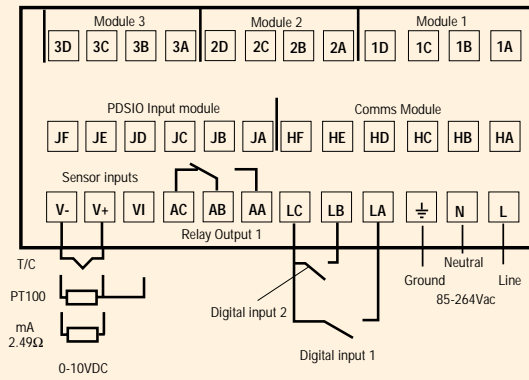 Module 3 Module 2 Module 1
3D 3C 3B 3A 2D 2C 2B 2A 1D 1C 1B 1A
PDSIO Input module Comms Module
JF JE JD JC JB JA HF HE HD HC HB HA
Sensor inputs
V- V+ VI AC AB AA LC LB LA N L
Relay Output 1
T/C
Neutral
Ground Line
85-264Vac
PT100
Digital input 2
mA
2.49Ω
Digital input 1
0-10VDC